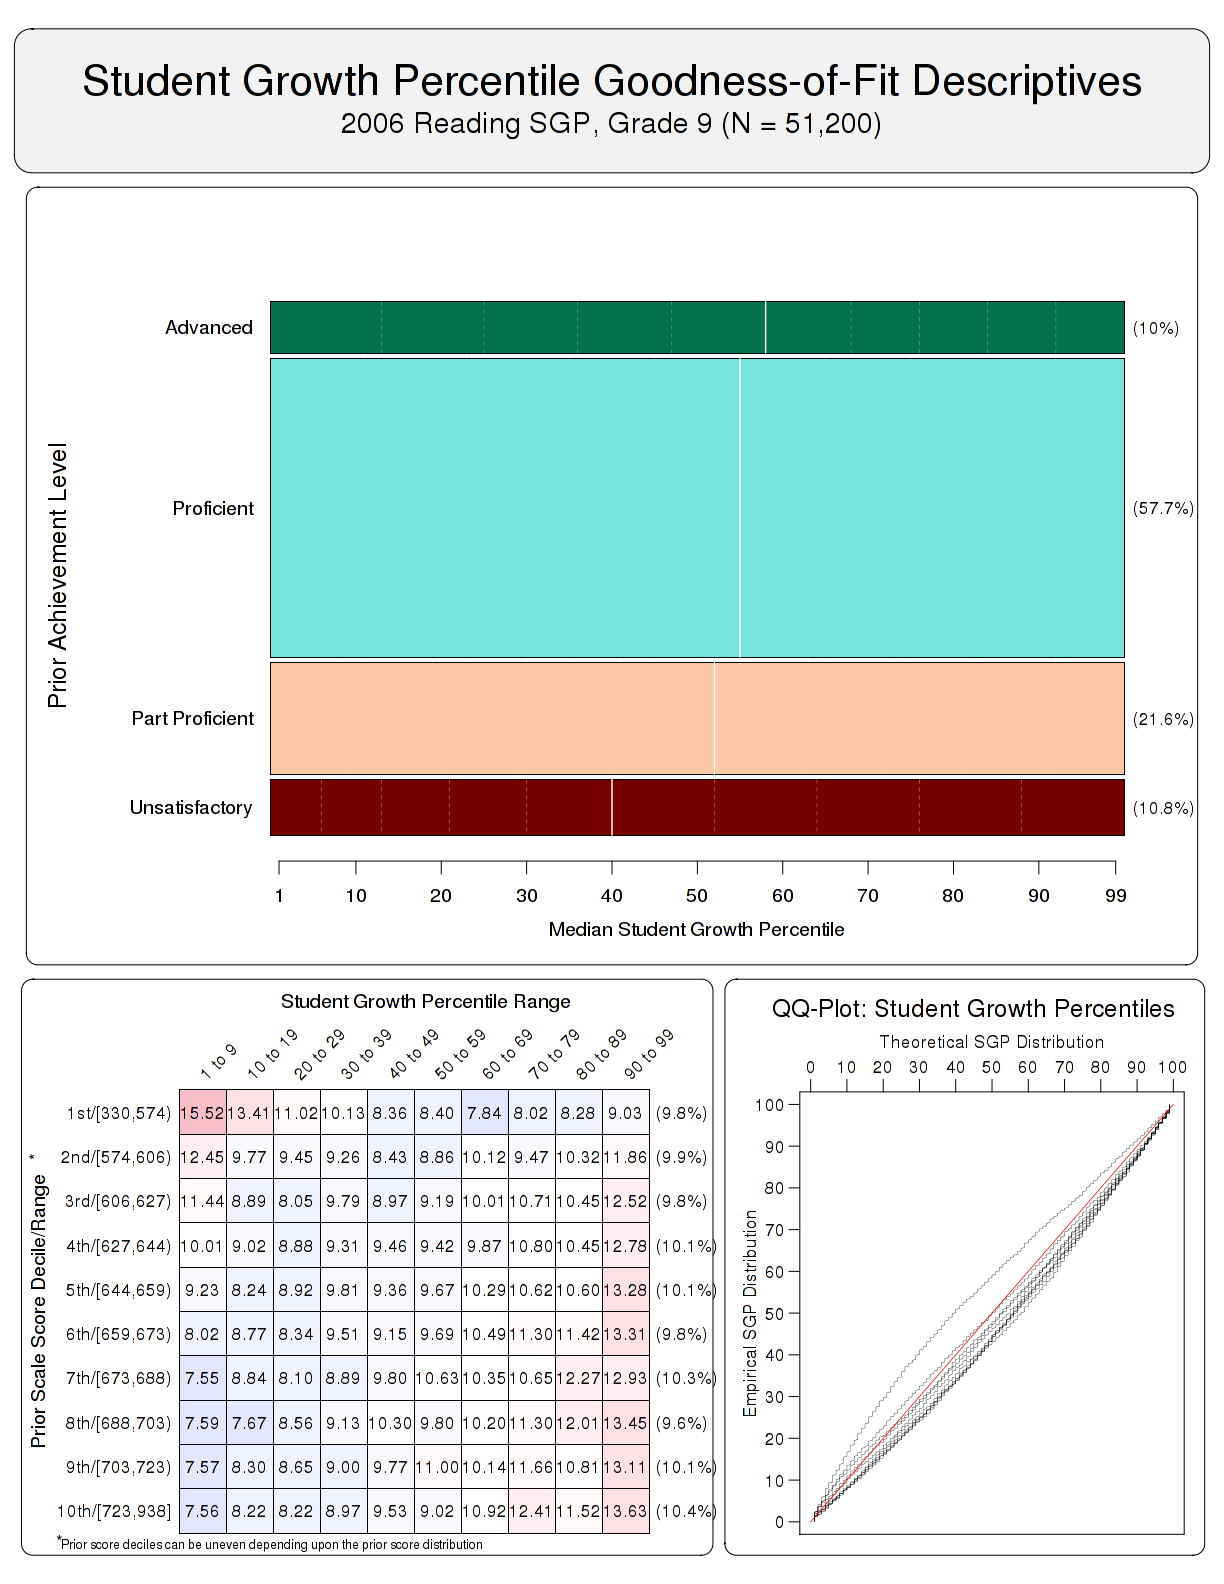 Student Growth Percentile Goodness-of-Fit Descriptives
2006 Reading SGP, Grade 9 (N = 51,200)
Prior Achievement Level
Advanced (10%)
Proficient (57.7%)
Part Proficient (21.6%)
Unsatisfactory (10.8%)
1 10 20 30 40 50 60 70 80 90 99
Median Student Growth Percentile
Student Growth Percentile Range
1 to 9 10 to 19 20 to 29 30 to 39 40 to 49 50 to 59 60 to 69 70 to 79 80 to 89 90 to 99
Prior Scale Score Decile/Range *
1st/[330,574) 15.52 13.41 11.02 10.13 8.36 8.40 7.84 8.02 8.28 9.03 (9.8%)
2nd/[574,606) 12.45 9.77 9.45 9.26 8.43 8.86 10.12 9.47 10.32 11.86 (9.9%)
3rd/[606,627) 11.44 8.89 8.05 9.79 8.97 9.19 10.01 10.71 10.45 12.52 (9.8%)
4th/[627,644) 10.01 9.02 8.88 9.31 9.46 9.42 9.87 10.80 10.45 12.78 (10.1%)
5th/[644,659) 9.23 8.24 8.92 9.81 9.36 9.67 10.29 10.62 10.60 13.28 (10.1%)
6th/[659,673) 8.02 8.77 8.34 9.51 9.15 9.69 10.49 11.30 11.42 13.31 (9.8%)
7th/[673,688) 7.55 8.84 8.10 8.89 9.80 10.63 10.35 10.65 12.27 12.93 (10.3%)
8th/[688,703) 7.59 7.67 8.56 9.13 10.30 9.80 10.20 11.30 12.01 13.45 (9.6%)
9th/[703,723) 7.57 8.30 8.65 9.00 9.77 11.00 10.14 11.66 10.81 13.11 (10.1%)
10th/[723,938] 7.56 8.22 8.22 8.97 9.53 9.02 10.92 12.41 11.52 13.63 (10.4%)
*Prior score deciles can be uneven depending upon the prior score distribution
QQ-Plot: Student Growth Percentiles
Theoretical SGP Distribution
0 10 20 30 40 50 60 70 80 90 100
Empirical SGP Distribution
100
90
80
70
60
50
40
30
20
10
0